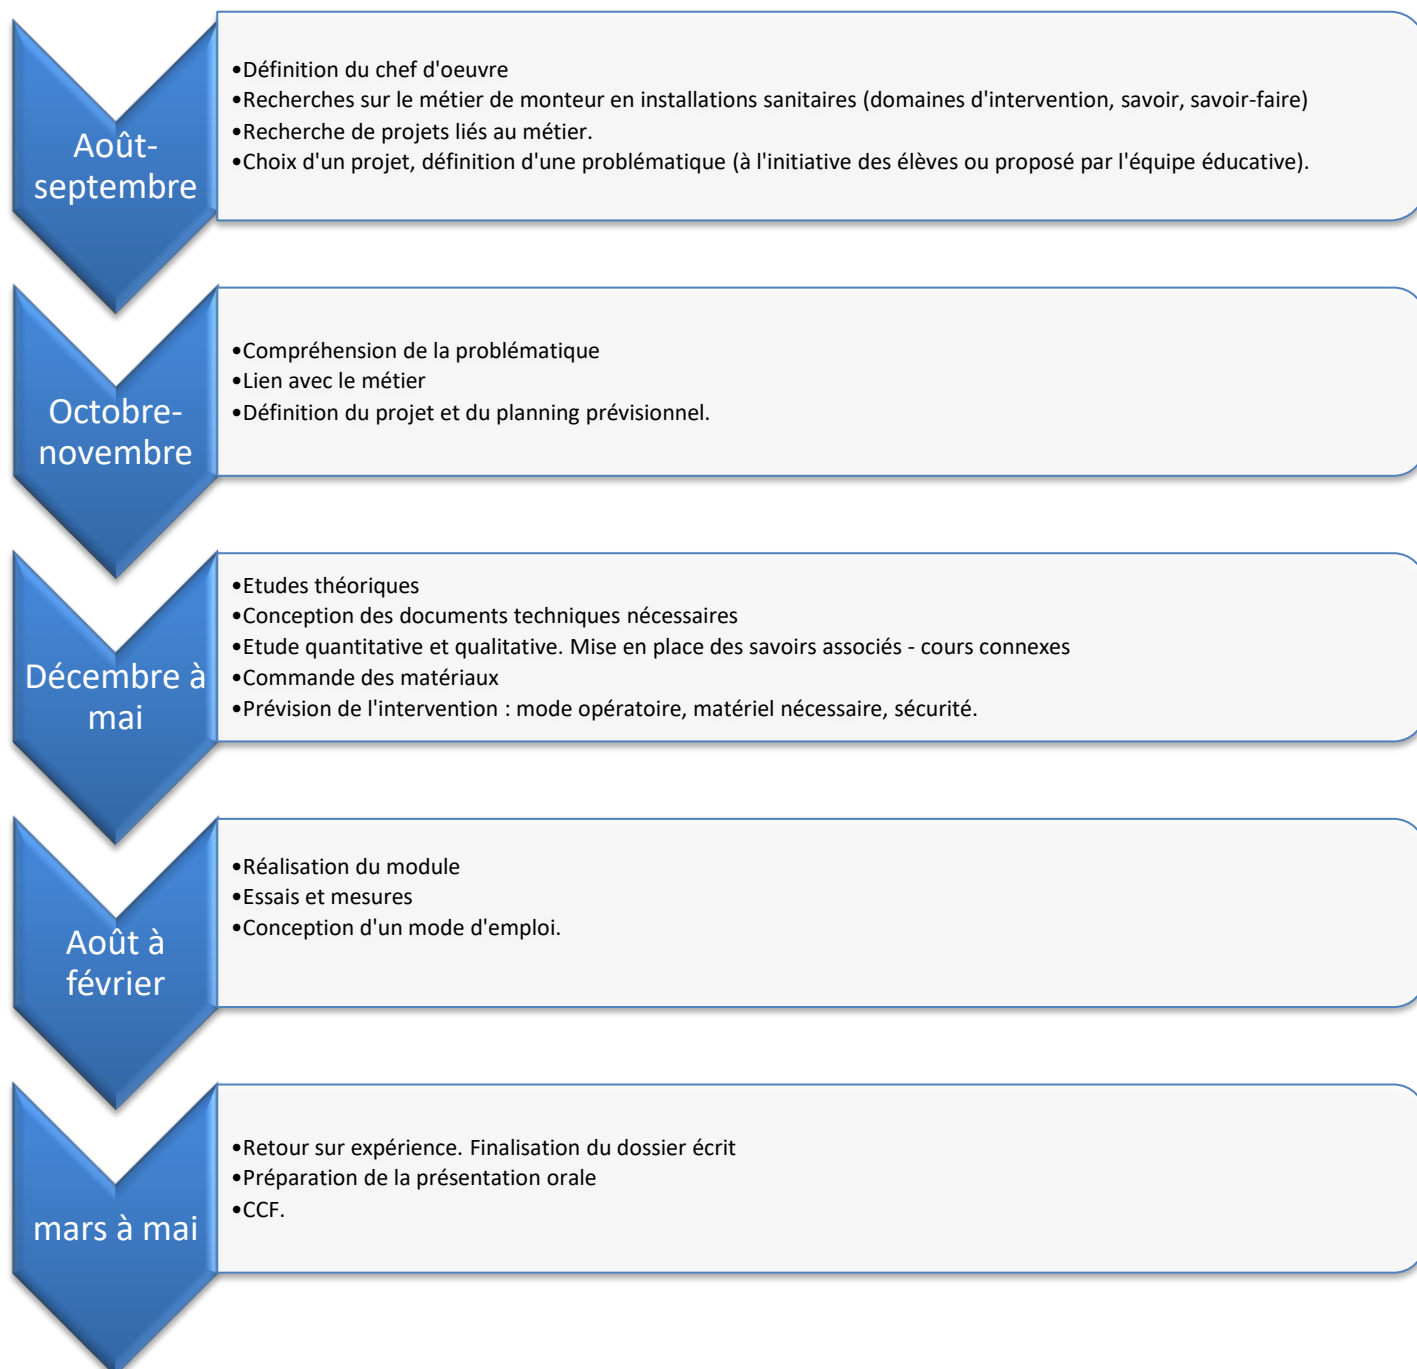 Août-
septembre
•Définition du chef d'oeuvre
•Recherches sur le métier de monteur en installations sanitaires (domaines d'intervention, savoir, savoir-faire)
•Recherche de projets liés au métier.
•Choix d'un projet, définition d'une problématique (à l'initiative des élèves ou proposé par l'équipe éducative).
Octobre-
novembre
•Compréhension de la problématique
•Lien avec le métier
•Définition du projet et du planning prévisionnel.
Décembre à
mai
•Etudes théoriques
•Conception des documents techniques nécessaires
•Etude quantitative et qualitative. Mise en place des savoirs associés - cours connexes
•Commande des matériaux
•Prévision de l'intervention : mode opératoire, matériel nécessaire, sécurité.
Août à
février
•Réalisation du module
•Essais et mesures
•Conception d'un mode d'emploi.
mars à mai
•Retour sur expérience. Finalisation du dossier écrit
•Préparation de la présentation orale
•CCF.